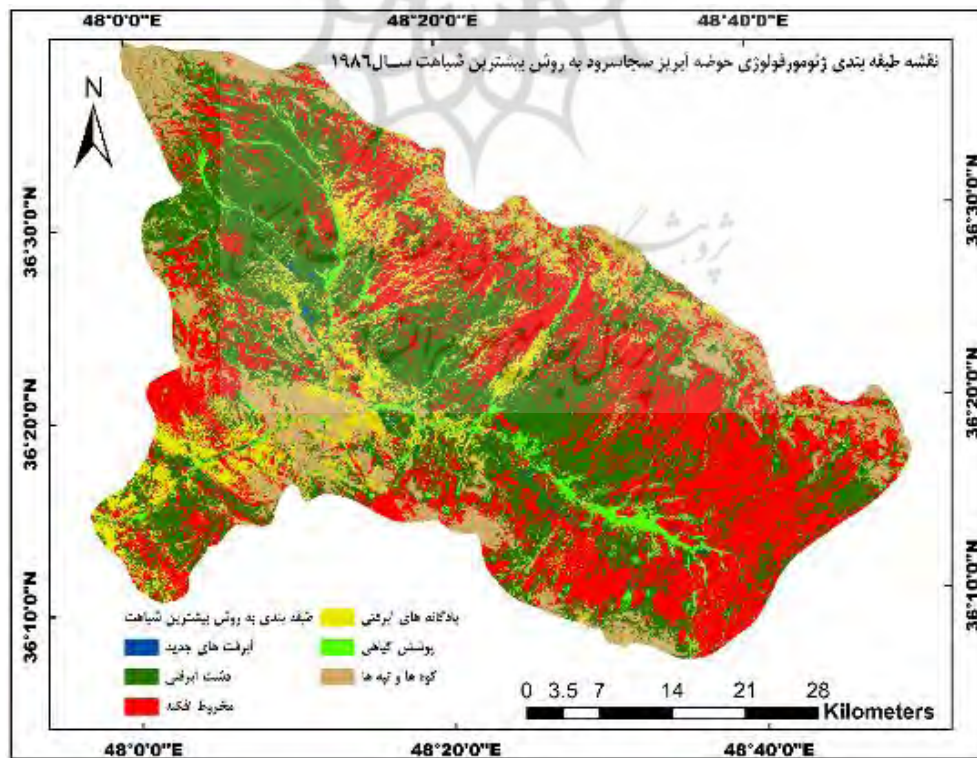 48°0'0"E 48°20'0"E 48°40'0"E
نقشه طبقه بندی ژئومورفولوژی حوضه آبریز سجاسرود به روش بیشترین شباهت سال ۱۹۸۶
N
36°30'0"N 36°30'0"N
36°20'0"N 36°20'0"N
36°10'0"N 36°10'0"N
طبقه بندی به روش بیشترین شباهت
آبرفت های جدید
دشت آبرفتی
مخروط افکنه
پادگانه های آبرفتی
پوشش گیاهی
کوه ها و تپه ها
0 3.5 7 14 21 28
Kilometers
48°0'0"E 48°20'0"E 48°40'0"E